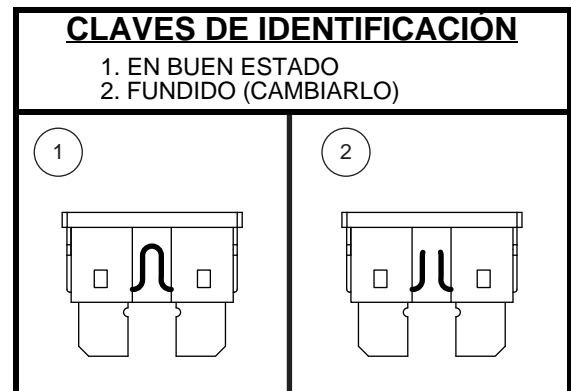 CLAVES DE IDENTIFICACIÓN
1. EN BUEN ESTADO
2. FUNDIDO (CAMBIARLO)
1
2